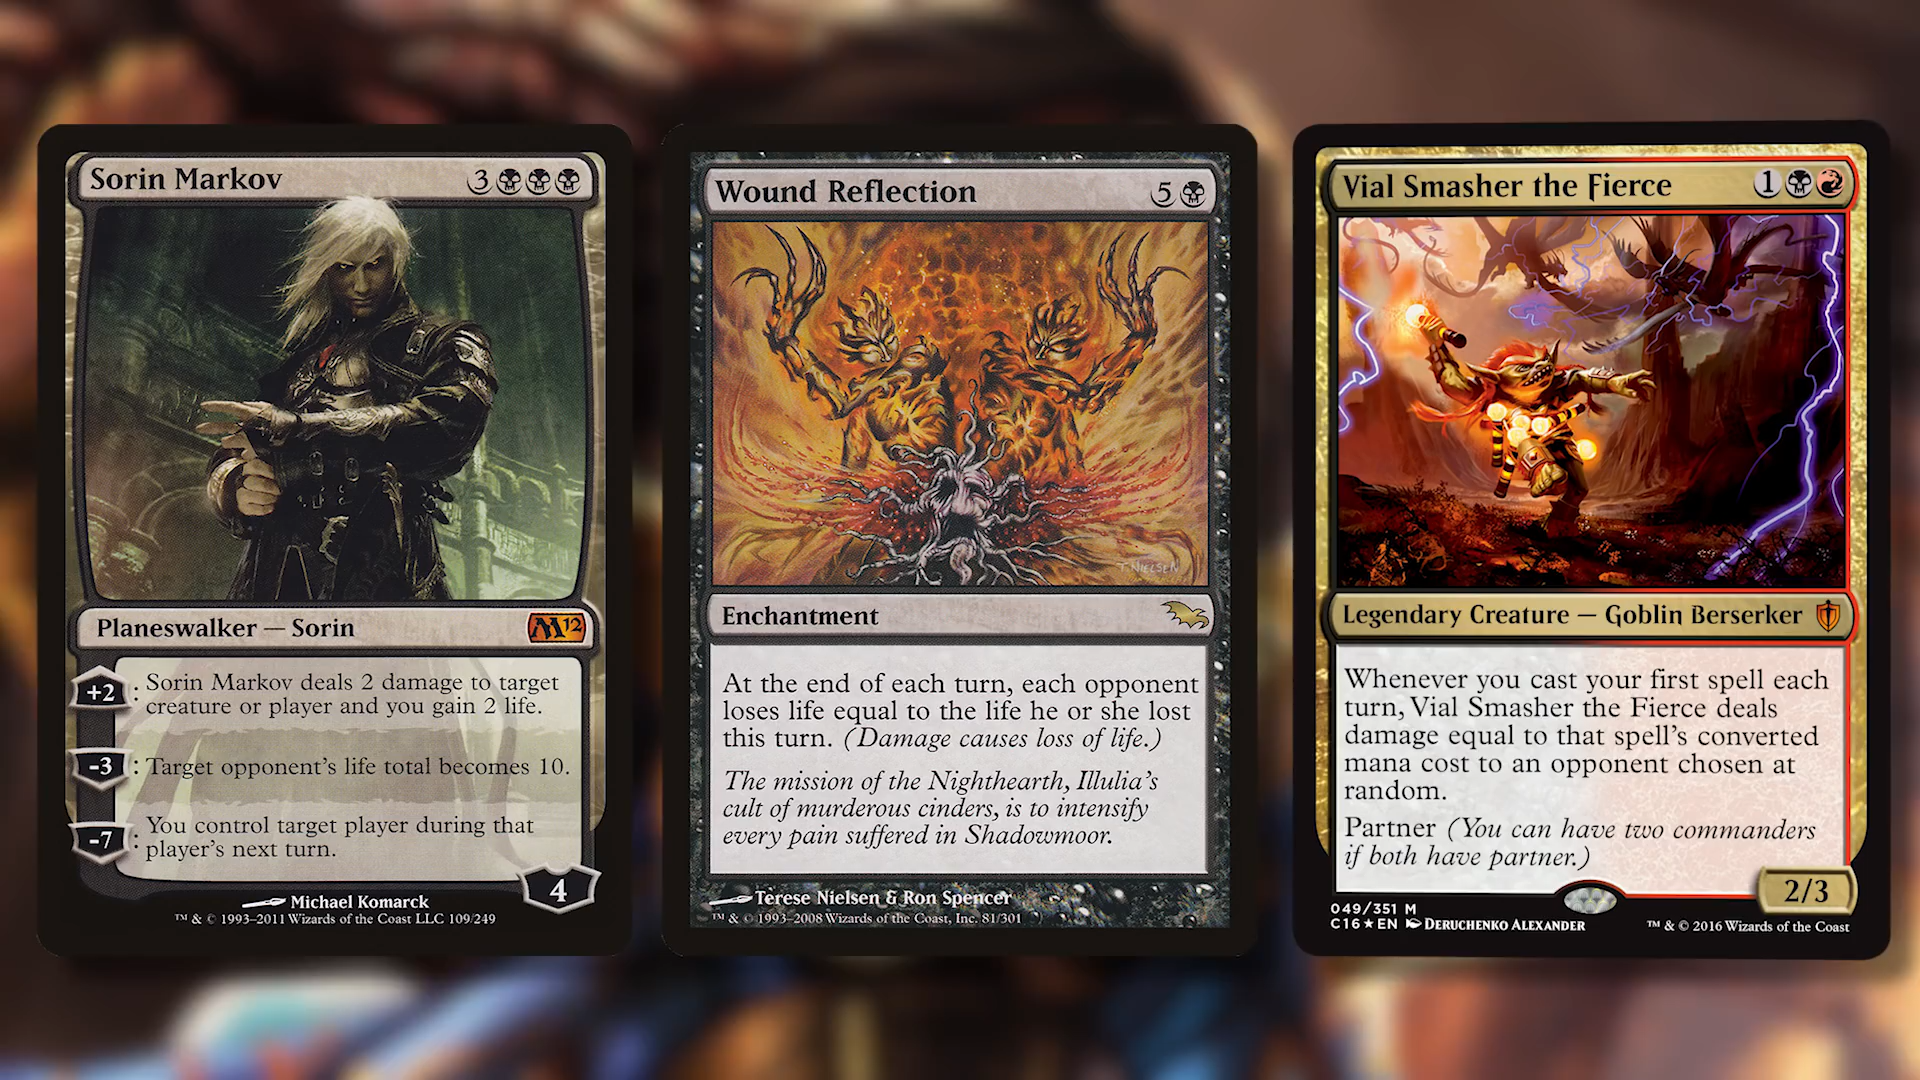 Sorin Markov
3
M12
Planeswalker — Sorin
+2 : Sorin Markov deals 2 damage to target
creature or player and you gain 2 life.
-3 : Target opponent's life total becomes 10.
-7 : You control target player during that
player's next turn.
4
Michael Komarck
™ & © 1993–2011 Wizards of the Coast LLC 109/249
Wound Reflection
5
T. NIELSEN
Enchantment
At the end of each turn, each opponent
loses life equal to the life he or she lost
this turn. (Damage causes loss of life.)
The mission of the Nighthearth, Illulia's
cult of murderous cinders, is to intensify
every pain suffered in Shadowmoor.
Terese Nielsen & Ron Spencer
™ & © 1993–2008 Wizards of the Coast, Inc. 81/301
Vial Smasher the Fierce
1
Legendary Creature — Goblin Berserker
Whenever you cast your first spell each
turn, Vial Smasher the Fierce deals
damage equal to that spell's converted
mana cost to an opponent chosen at
random.
Partner (You can have two commanders
if both have partner.)
2/3
049/351 M
C16★EN DERUCHENKO ALEXANDER
™ & © 2016 Wizards of the Coast